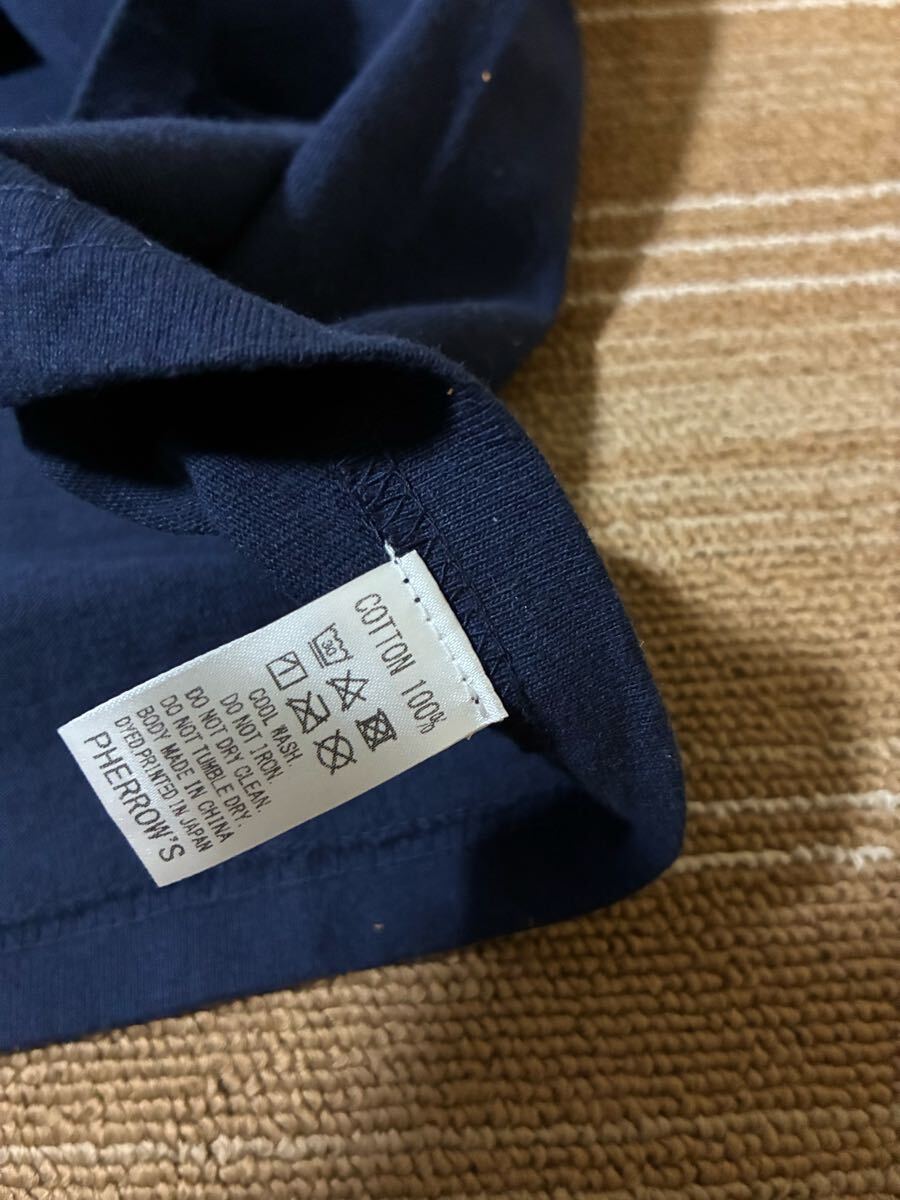 COTTON 100%
30
COOL WASH.
DO NOT IRON.
DO NOT DRY CLEAN.
DO NOT TUMBLE DRY.
BODY MADE IN CHINA
DYED,PRINTED IN JAPAN
PHERROW'S